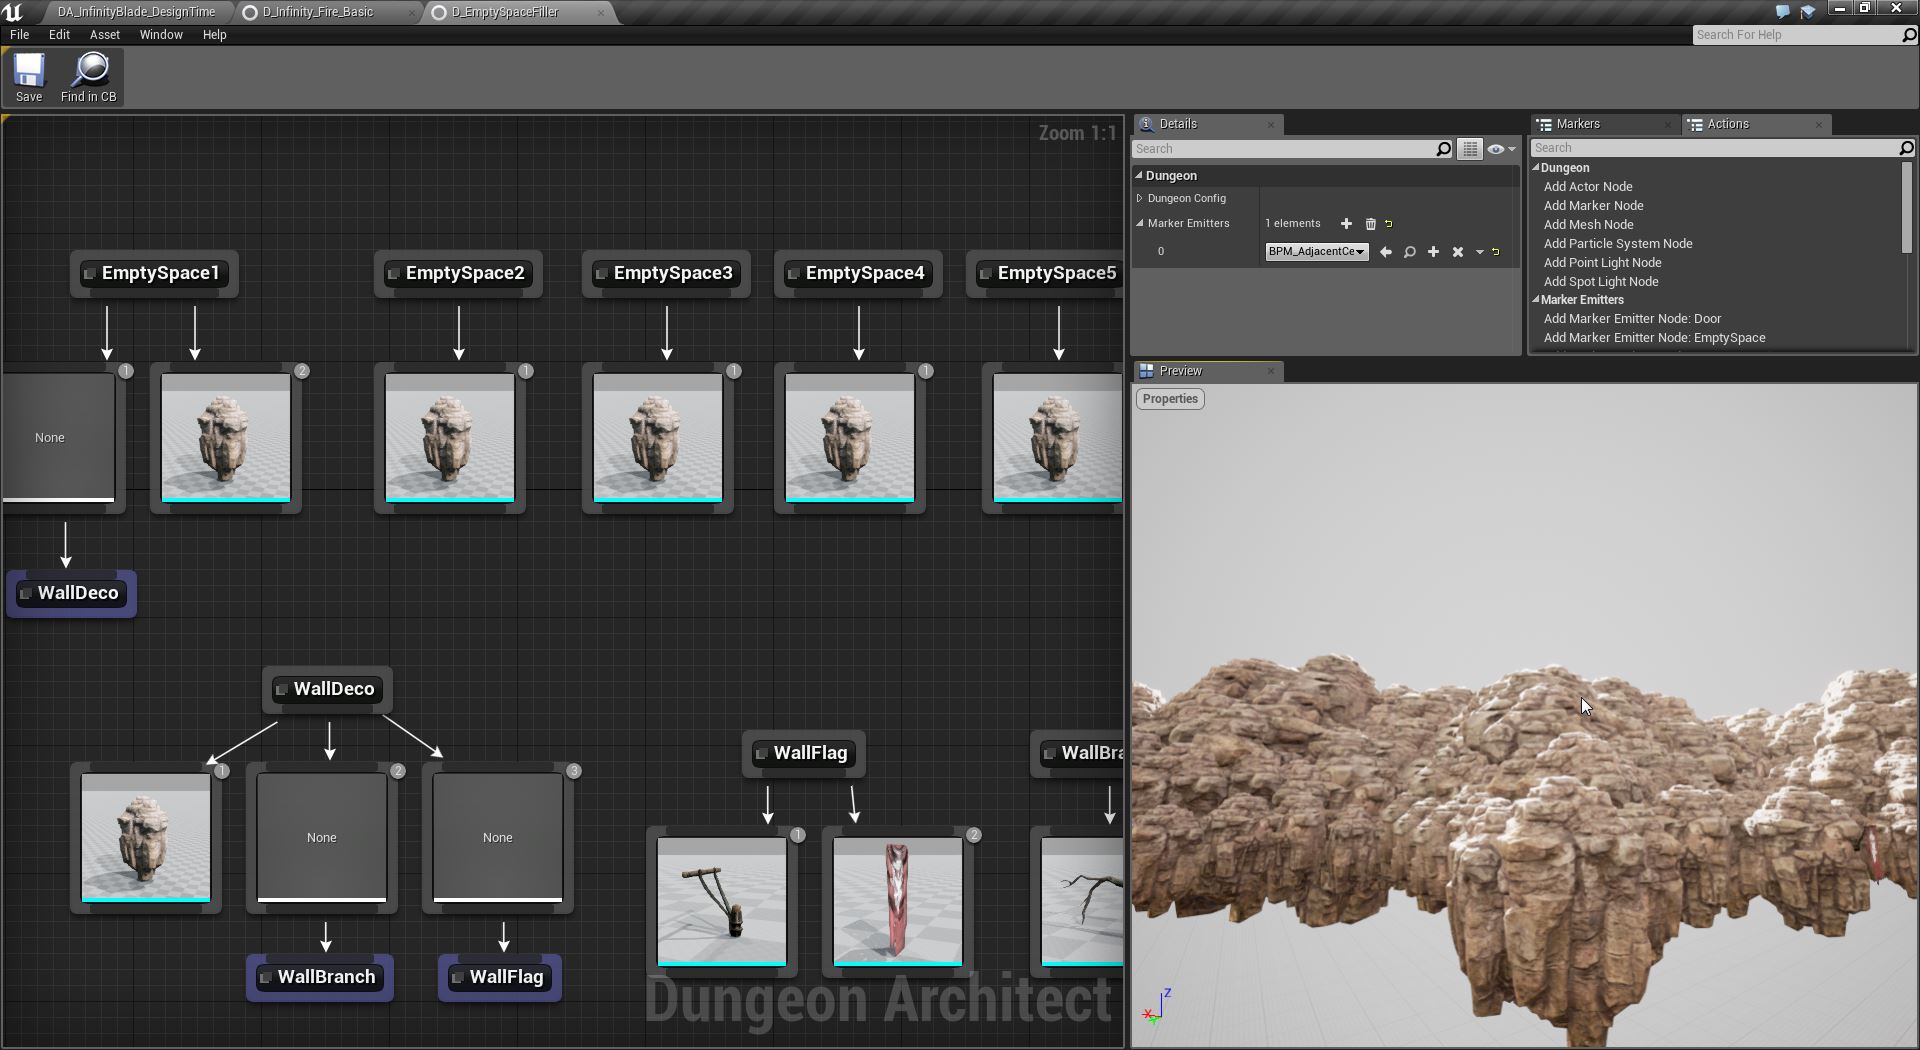 DA_InfinityBlade_DesignTime
D_Infinity_Fire_Basic
D_EmptySpaceFiller
File
Edit
Asset
Window
Help
Search For Help
Save
Find in CB
Zoom 1:1
EmptySpace1
EmptySpace2
EmptySpace3
EmptySpace4
EmptySpace5
1
2
1
1
1
None
WallDeco
WallDeco
WallFlag
1
2
3
None
None
1
2
WallBranch
WallFlag
Dungeon Architect
Details
Search
Dungeon
Dungeon Config
Marker Emitters
1 elements
0
BPM_AdjacentCe
Markers
Actions
Search
Dungeon
Add Actor Node
Add Marker Node
Add Mesh Node
Add Particle System Node
Add Point Light Node
Add Spot Light Node
Marker Emitters
Add Marker Emitter Node: Door
Add Marker Emitter Node: EmptySpace
Preview
Properties
Z
X